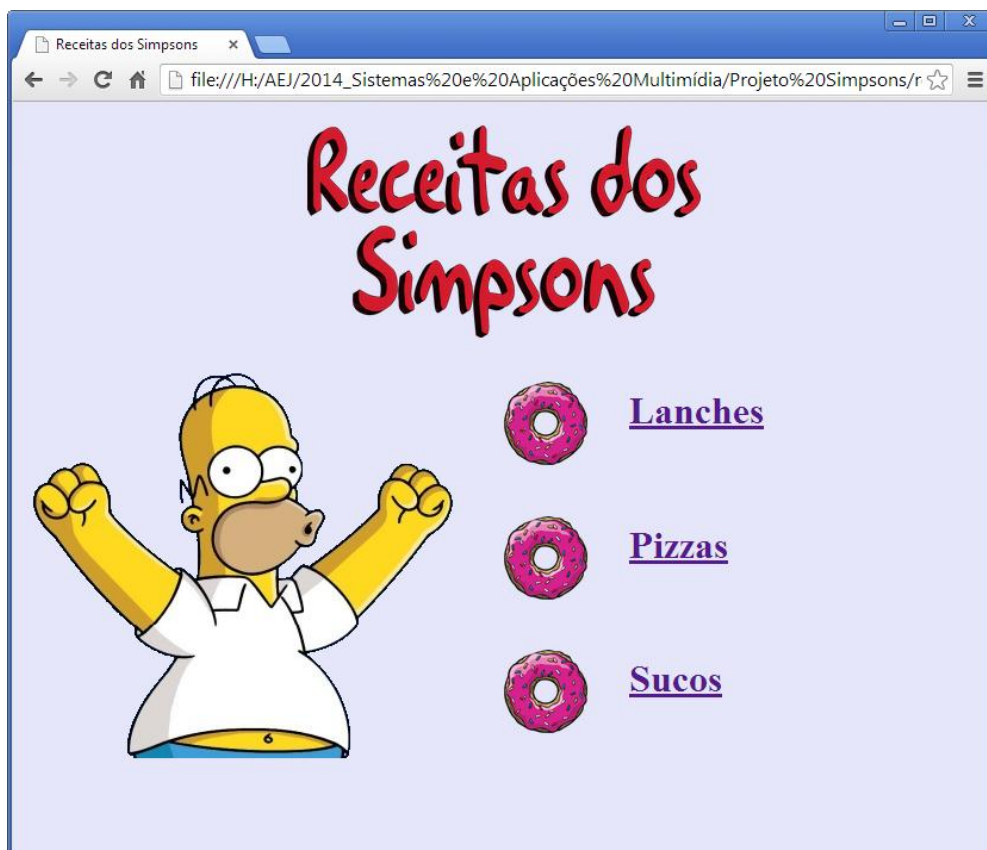 Receitas dos Simpsons
file:///H:/AEJ/2014_Sistemas%20e%20Aplicações%20Multimídia/Projeto%20Simpsons/r
Receitas dos
Simpsons
Lanches
Pizzas
Sucos